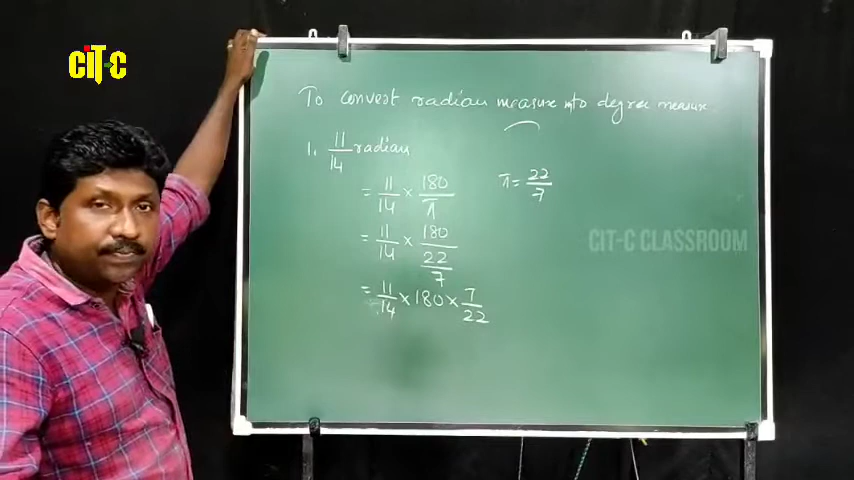 CiT-C
To convert radian measure into degree measure.
1. 11/14 radian
= 11/14 × 180/π
π = 22/7
= 11/14 × 180/(22/7)
= 11/14 × 180 × 7/22
CIT-C CLASSROOM